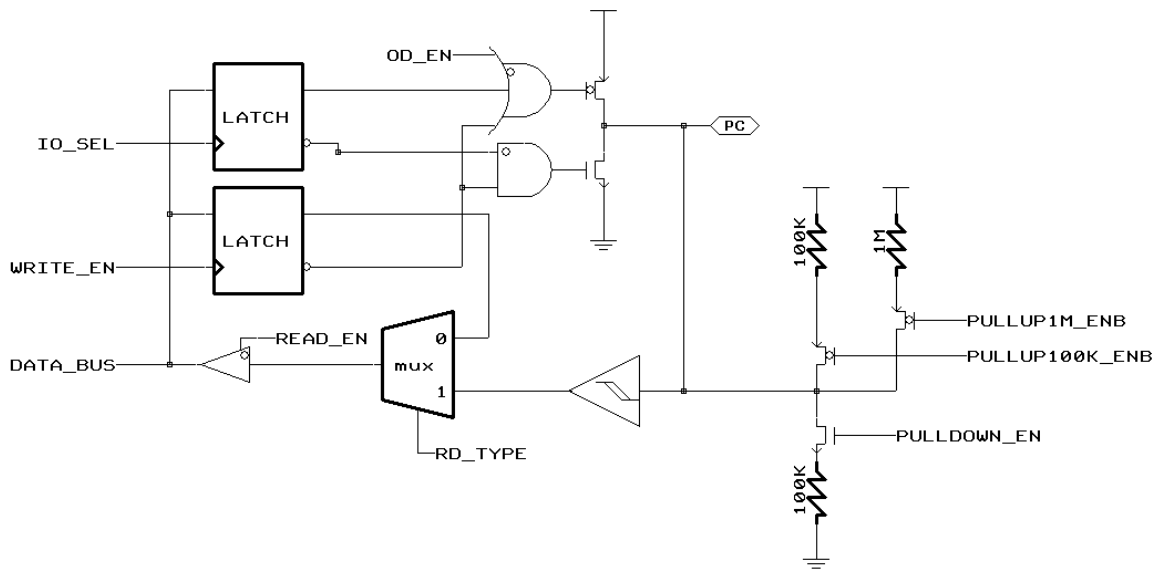 OD_EN
LATCH
PC
IO_SEL
LATCH
100K
1M
WRITE_EN
PULLUP1M_ENB
READ_EN
0
PULLUP100K_ENB
DATA_BUS
mux
1
PULLDOWN_EN
RD_TYPE
100K